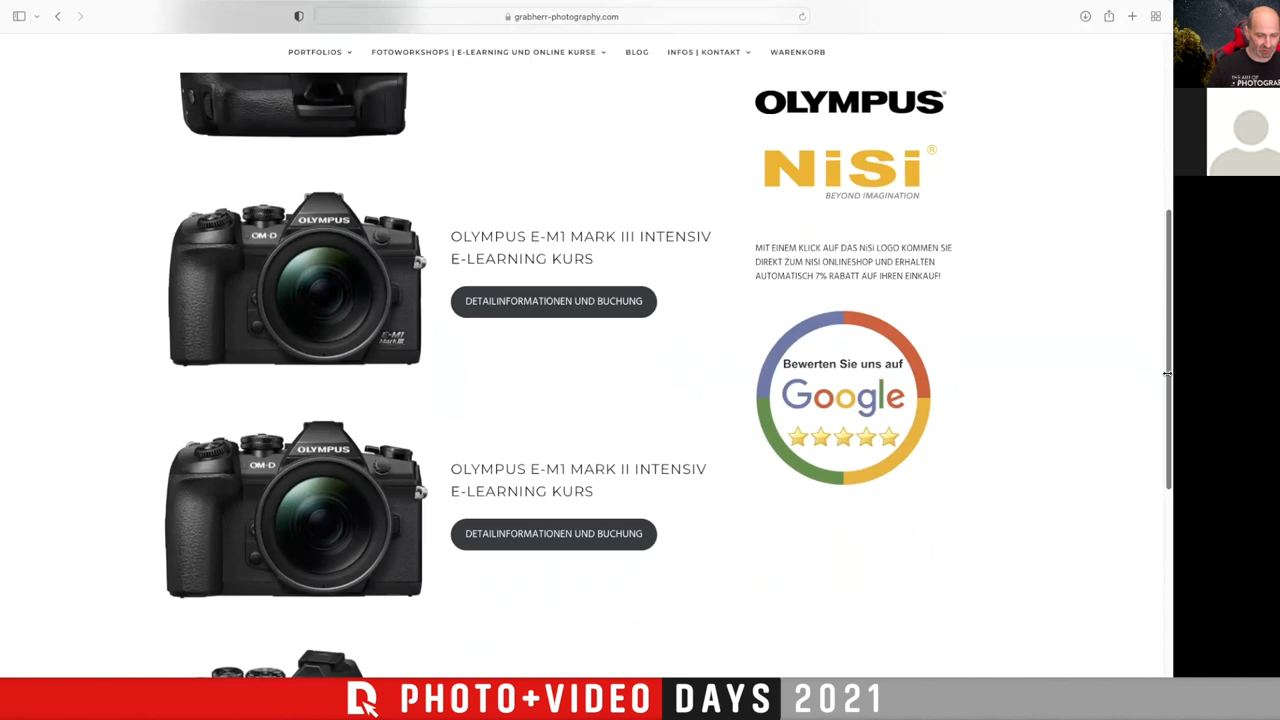 grabherr-photography.com
PORTFOLIOS
FOTOWORKSHOPS | E-LEARNING UND ONLINE KURSE
BLOG
INFOS | KONTAKT
WARENKORB
OLYMPUS
NiSi®
BEYOND IMAGINATION
MIT EINEM KLICK AUF DAS NiSi LOGO KOMMEN SIE
DIREKT ZUM NISI ONLINESHOP UND ERHALTEN
AUTOMATISCH 7% RABATT AUF IHREN EINKAUF!
Bewerten Sie uns auf
Google
OLYMPUS
OM-D
E-M1
Mark III
OLYMPUS E-M1 MARK III INTENSIV
E-LEARNING KURS
DETAILINFORMATIONEN UND BUCHUNG
OLYMPUS
OM-D
OLYMPUS E-M1 MARK II INTENSIV
E-LEARNING KURS
DETAILINFORMATIONEN UND BUCHUNG
PHOTO+VIDEO DAYS 2021